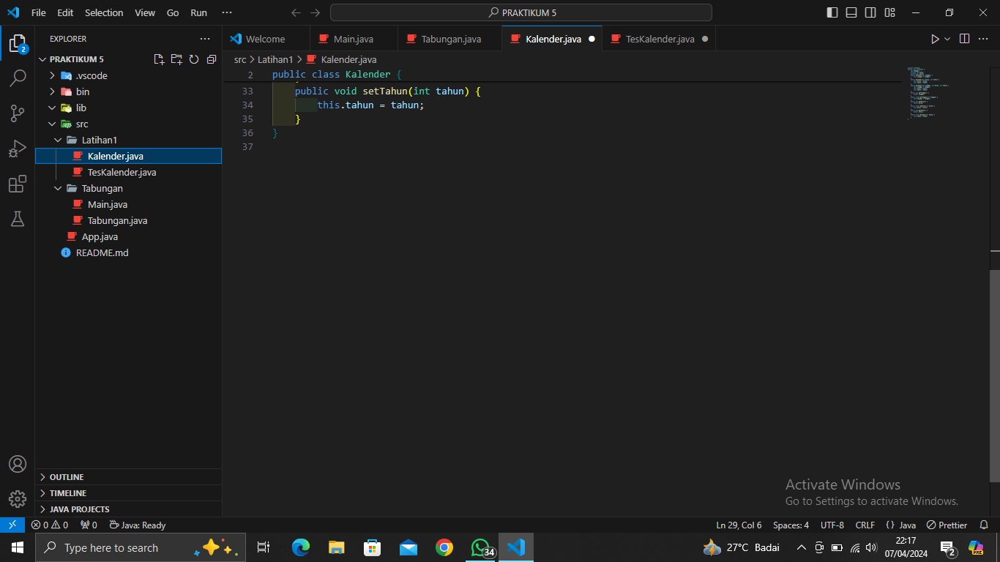 File Edit Selection View Go Run ··· PRAKTIKUM 5
EXPLORER ···
Welcome Main.java Tabungan.java Kalender.java TesKalender.java ···
PRAKTIKUM 5
src > Latihan1 > Kalender.java
.vscode
bin
lib
src
Latihan1
Kalender.java
TesKalender.java
Tabungan
Main.java
Tabungan.java
App.java
README.md
2
2 public class Kalender {
33 public void setTahun(int tahun) {
34 this.tahun = tahun;
35 }
36 }
37
OUTLINE
TIMELINE
JAVA PROJECTS
Activate Windows
Go to Settings to activate Windows.
0 0 0 Java: Ready Ln 29, Col 6 Spaces: 4 UTF-8 CRLF {} Java Prettier
Type here to search 34 27°C Badai 22:17
07/04/2024 2 PRE